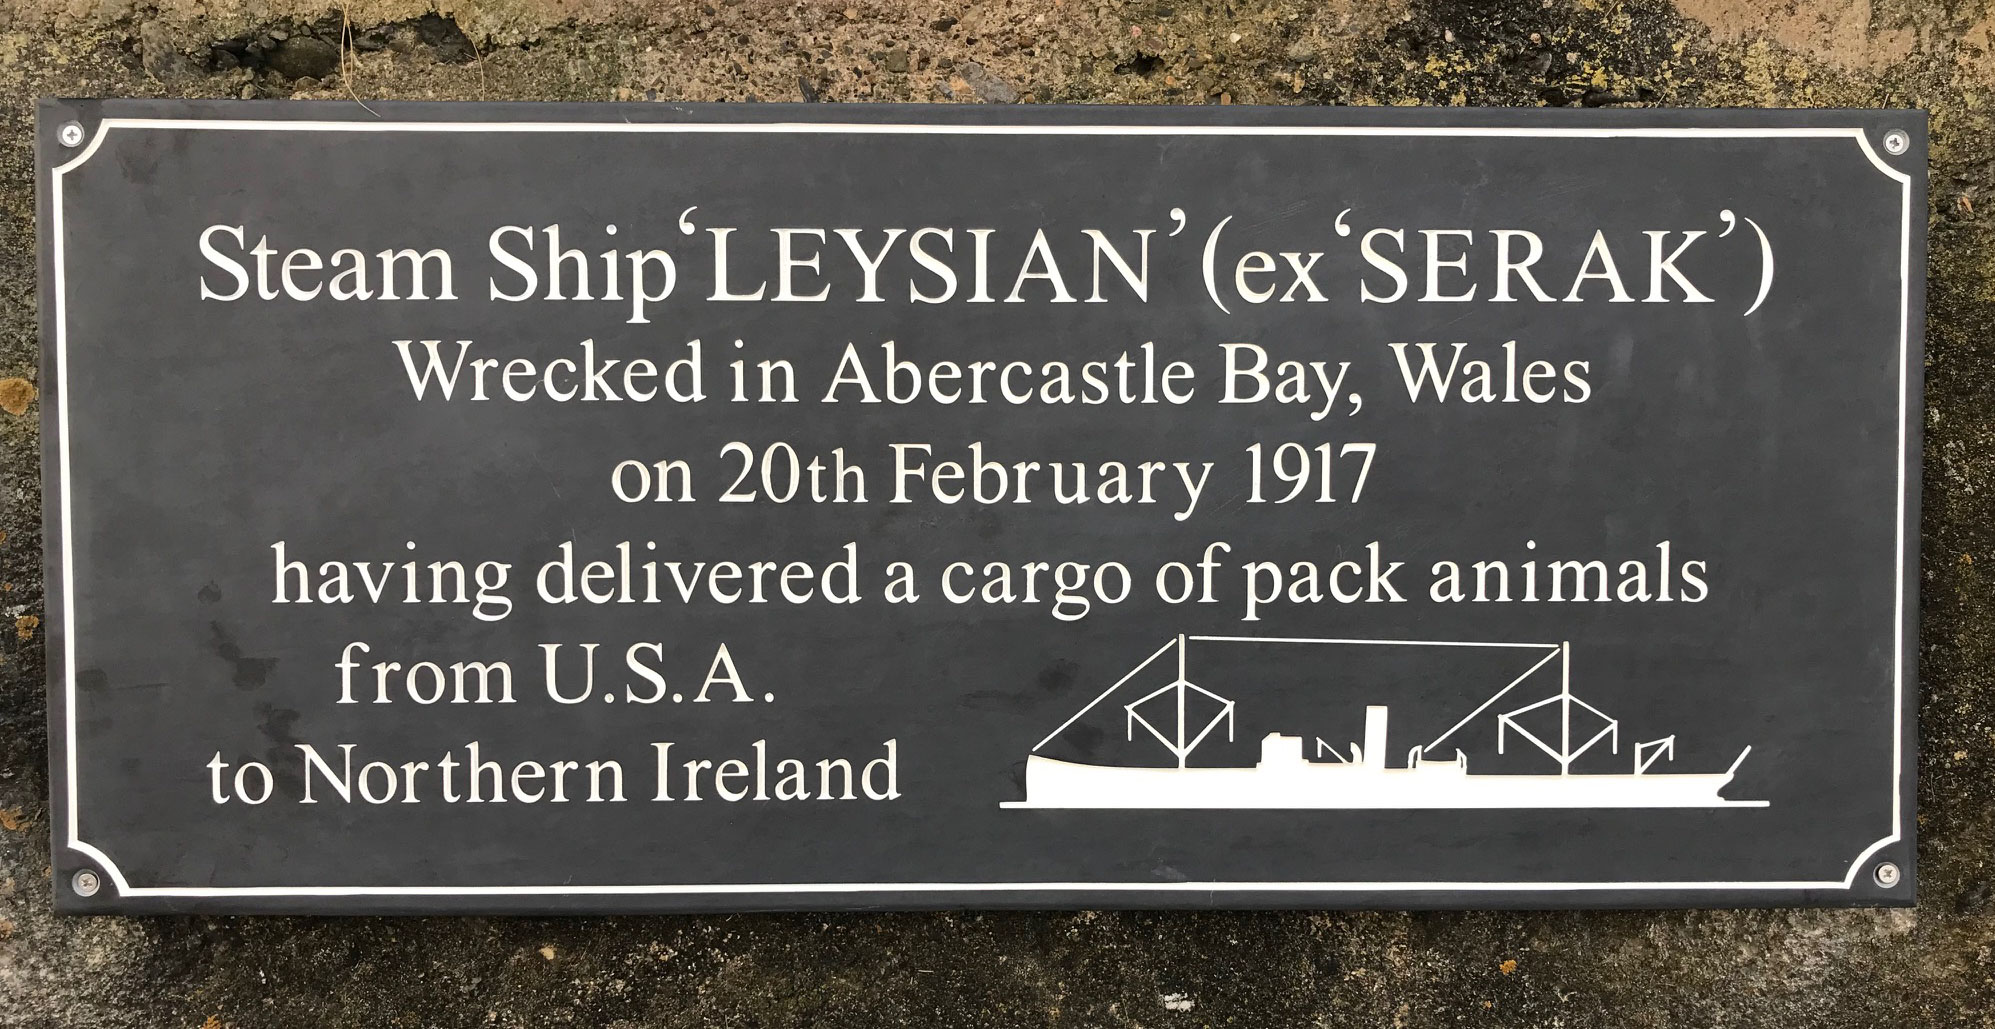 Steam Ship ‘LEYSIAN’ (ex ‘SERAK’)
Wrecked in Abercastle Bay, Wales
on 20th February 1917
having delivered a cargo of pack animals
from U.S.A.
to Northern Ireland